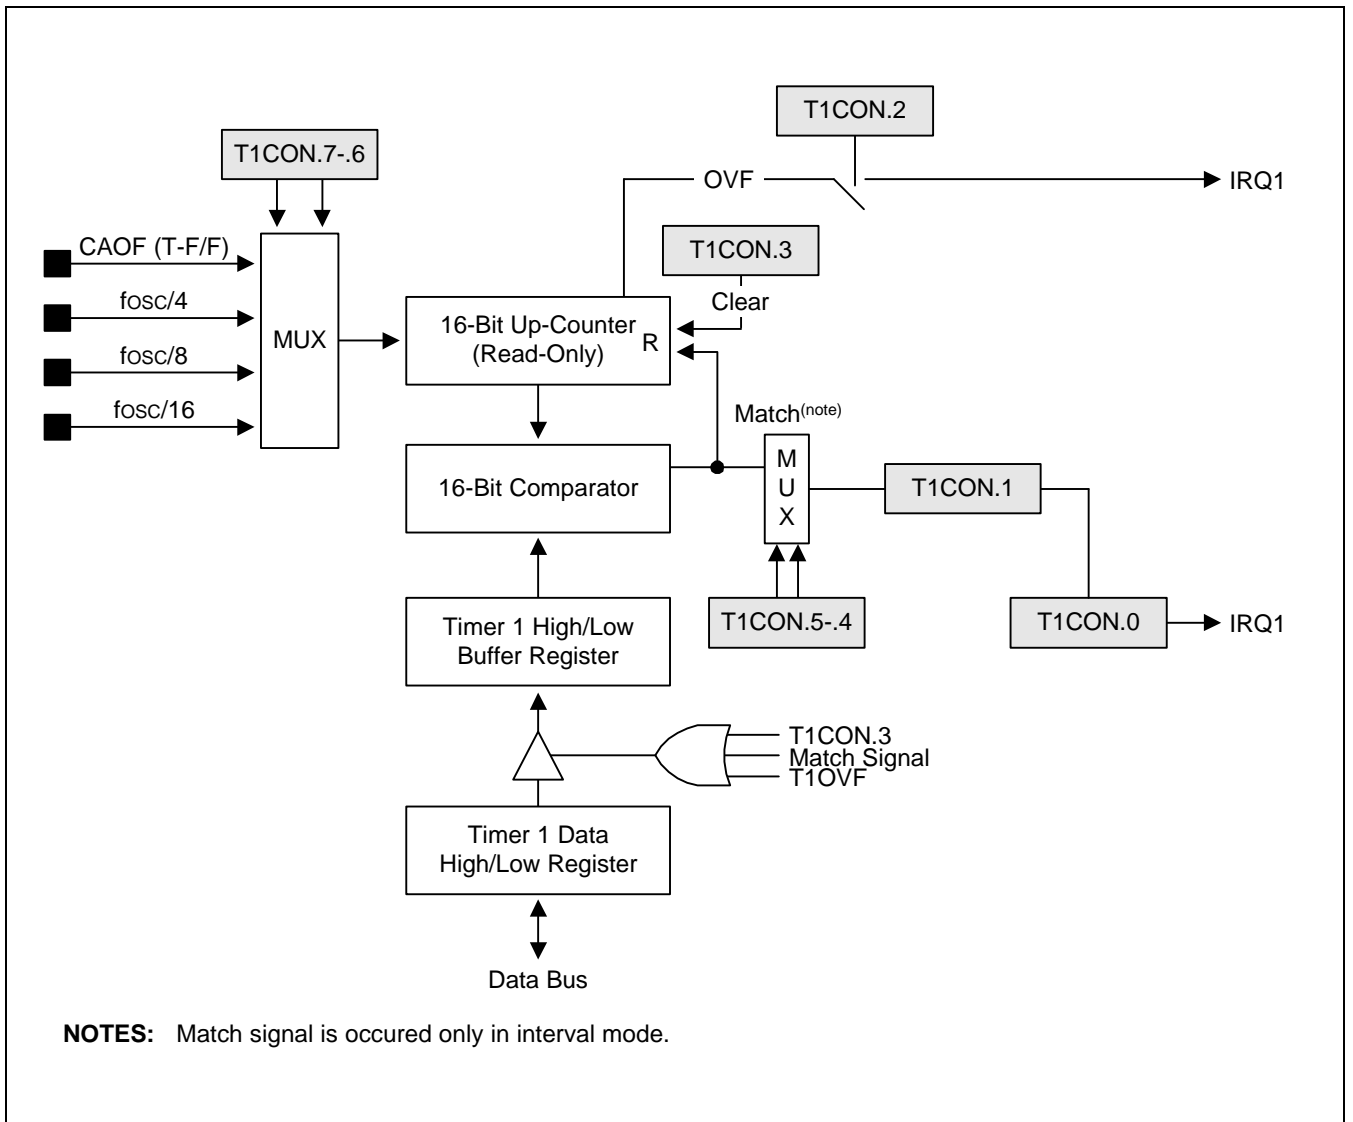 T1CON.2
T1CON.7-.6
OVF
IRQ1
CAOF (T-F/F)
T1CON.3
fOSC/4
Clear
16-Bit Up-Counter
(Read-Only)
R
MUX
fOSC/8
fOSC/16
Match(note)
M
U
X
16-Bit Comparator
T1CON.1
Timer 1 High/Low
Buffer Register
T1CON.5-.4
T1CON.0
IRQ1
T1CON.3
Match Signal
T1OVF
Timer 1 Data
High/Low Register
Data Bus
NOTES: Match signal is occured only in interval mode.